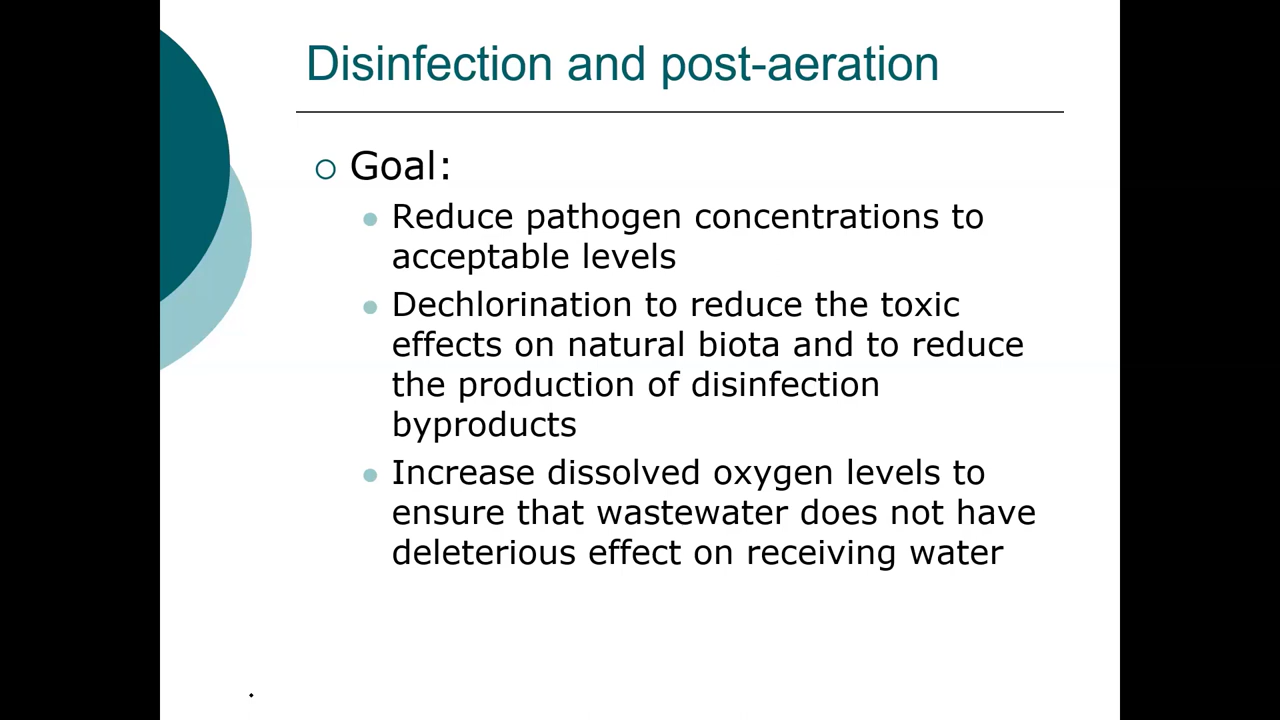 Disinfection and post-aeration
Goal:
Reduce pathogen concentrations to
acceptable levels
Dechlorination to reduce the toxic
effects on natural biota and to reduce
the production of disinfection
byproducts
Increase dissolved oxygen levels to
ensure that wastewater does not have
deleterious effect on receiving water